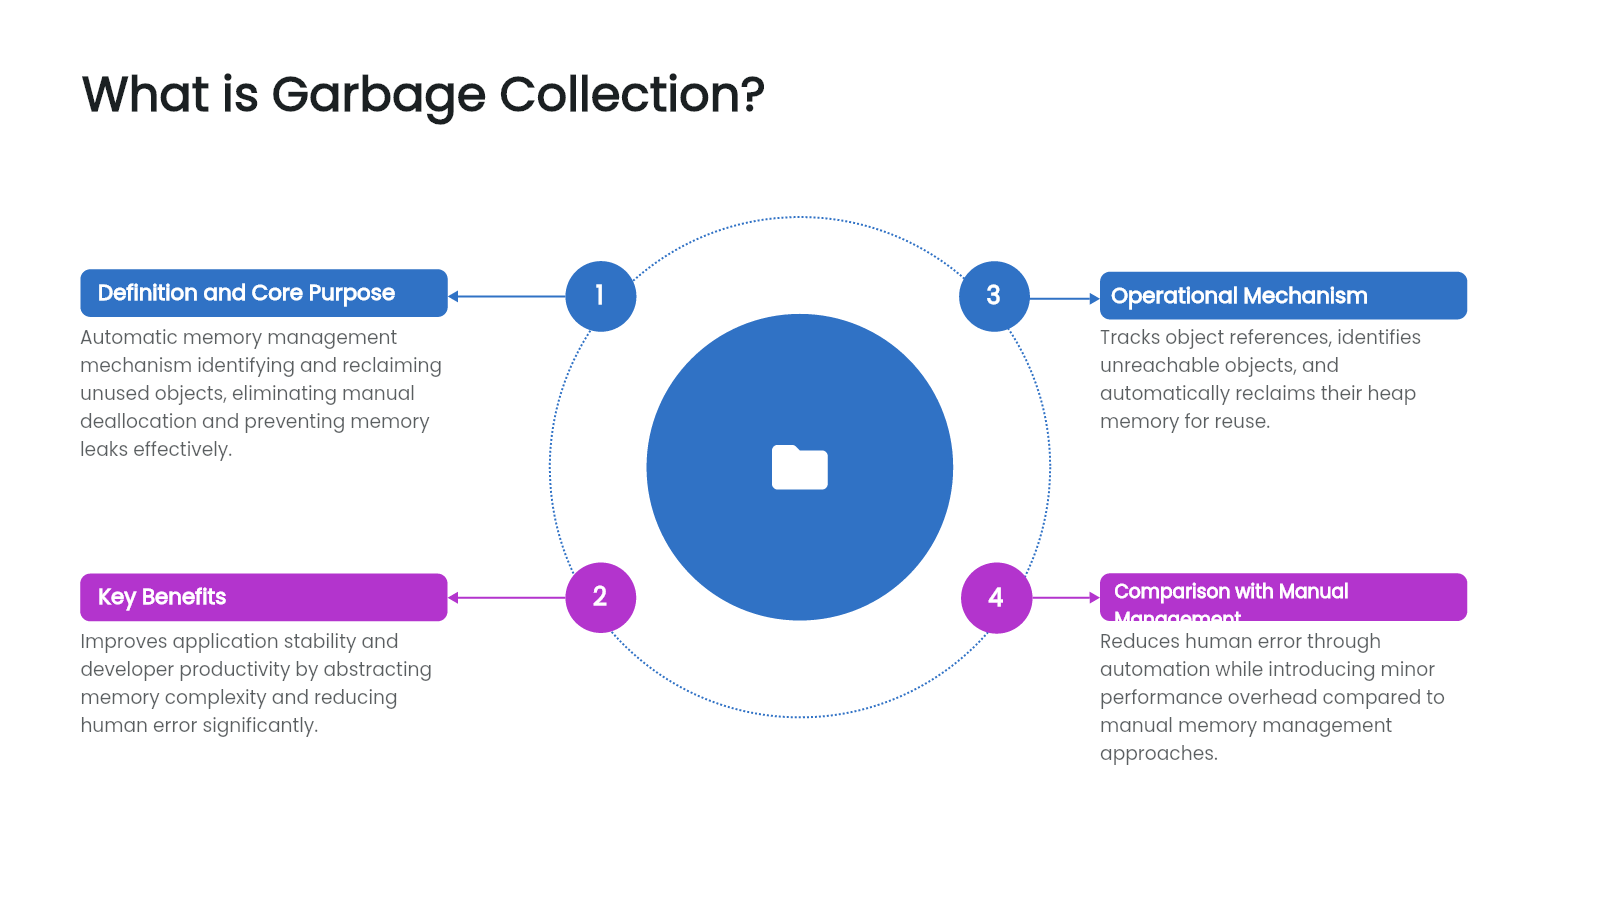 What is Garbage Collection?
1
Definition and Core Purpose
Automatic memory management
mechanism identifying and reclaiming
unused objects, eliminating manual
deallocation and preventing memory
leaks effectively.
2
Key Benefits
Improves application stability and
developer productivity by abstracting
memory complexity and reducing
human error significantly.
3
Operational Mechanism
Tracks object references, identifies
unreachable objects, and
automatically reclaims their heap
memory for reuse.
4
Comparison with Manual
Management
Reduces human error through
automation while introducing minor
performance overhead compared to
manual memory management
approaches.